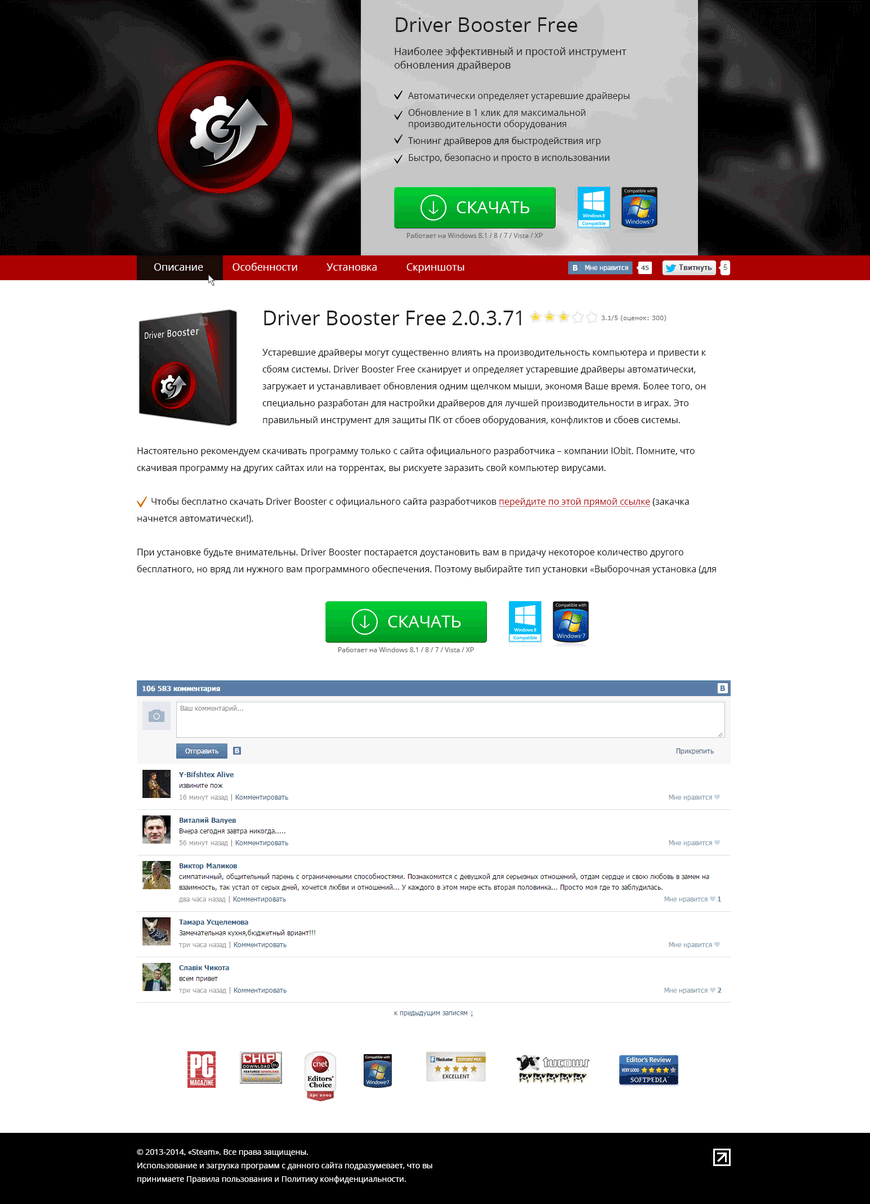 Driver Booster Free
Наиболее эффективный и простой инструмент
обновления драйверов
Автоматически определяет устаревшие драйверы
Обновление в 1 клик для максимальной
производительности оборудования
Тюнинг драйверов для быстродействия игр
Быстро, безопасно и просто в использовании
СКАЧАТЬ
Windows 8
Compatible
Compatible with
Windows 7
Работает на Windows 8.1 / 8 / 7 / Vista / XP
Описание Особенности Установка Скриншоты
В Мне нравится 45 Твитнуть 5
Driver Booster
Driver Booster Free 2.0.3.71 3.1/5 (оценок: 300)
Устаревшие драйверы могут существенно влиять на производительность компьютера и привести к
сбоям системы. Driver Booster Free сканирует и определяет устаревшие драйверы автоматически,
загружает и устанавливает обновления одним щелчком мыши, экономя Ваше время. Более того, он
специально разработан для настройки драйверов для лучшей производительности в играх. Это
правильный инструмент для защиты ПК от сбоев оборудования, конфликтов и сбоев системы.
Настоятельно рекомендуем скачивать программу только с сайта официального разработчика – компании IObit. Помните, что
скачивая программу на других сайтах или на торрентах, вы рискуете заразить свой компьютер вирусами.
Чтобы бесплатно скачать Driver Booster с официального сайта разработчиков перейдите по этой прямой ссылке (закачка
начнется автоматически!).
При установке будьте внимательны. Driver Booster постарается доустановить вам в придачу некоторое количество другого
бесплатного, но вряд ли нужного вам программного обеспечения. Поэтому выбирайте тип установки «Выборочная установка (для
СКАЧАТЬ
Windows 8
Compatible
Compatible with
Windows 7
Работает на Windows 8.1 / 8 / 7 / Vista / XP
106 583 комментария В
Ваш комментарий...
Отправить В Прикрепить
Y-Bifshtex Alive
извините пож
16 минут назад | Комментировать Мне нравится
Виталий Валуев
Вчера сегодня завтра никогда.....
56 минут назад | Комментировать Мне нравится
Виктор Маликов
симпатичный, общительный парень с ограниченными способностями. Познакомится с девушкой для серьезных отношений, отдам сердце и свою любовь в замен на
взаимность, так устал от серых дней, хочется любви и отношений... У каждого в этом мире есть вторая половинка... Просто моя где то заблудилась.
два часа назад | Комментировать Мне нравится 1
Тамара Усцелемова
Замечательная кухня,бюджетный вриант!!!
три часа назад | Комментировать Мне нравится
Славік Чикота
всем привет
три часа назад | Комментировать Мне нравится 2
к предыдущим записям ↓
PC
MAGAZINE
CHIP
DOWNLOAD
cnet
Editors'
Choice
Apr 2009
Compatible with
Windows 7
EXCELLENT
tucows
Editor's Review
VERY GOOD
SOFTPEDIA
© 2013-2014, «Steam». Все права защищены.
Использование и загрузка программ с данного сайта подразумевает, что вы
принимаете Правила пользования и Политику конфиденциальности.